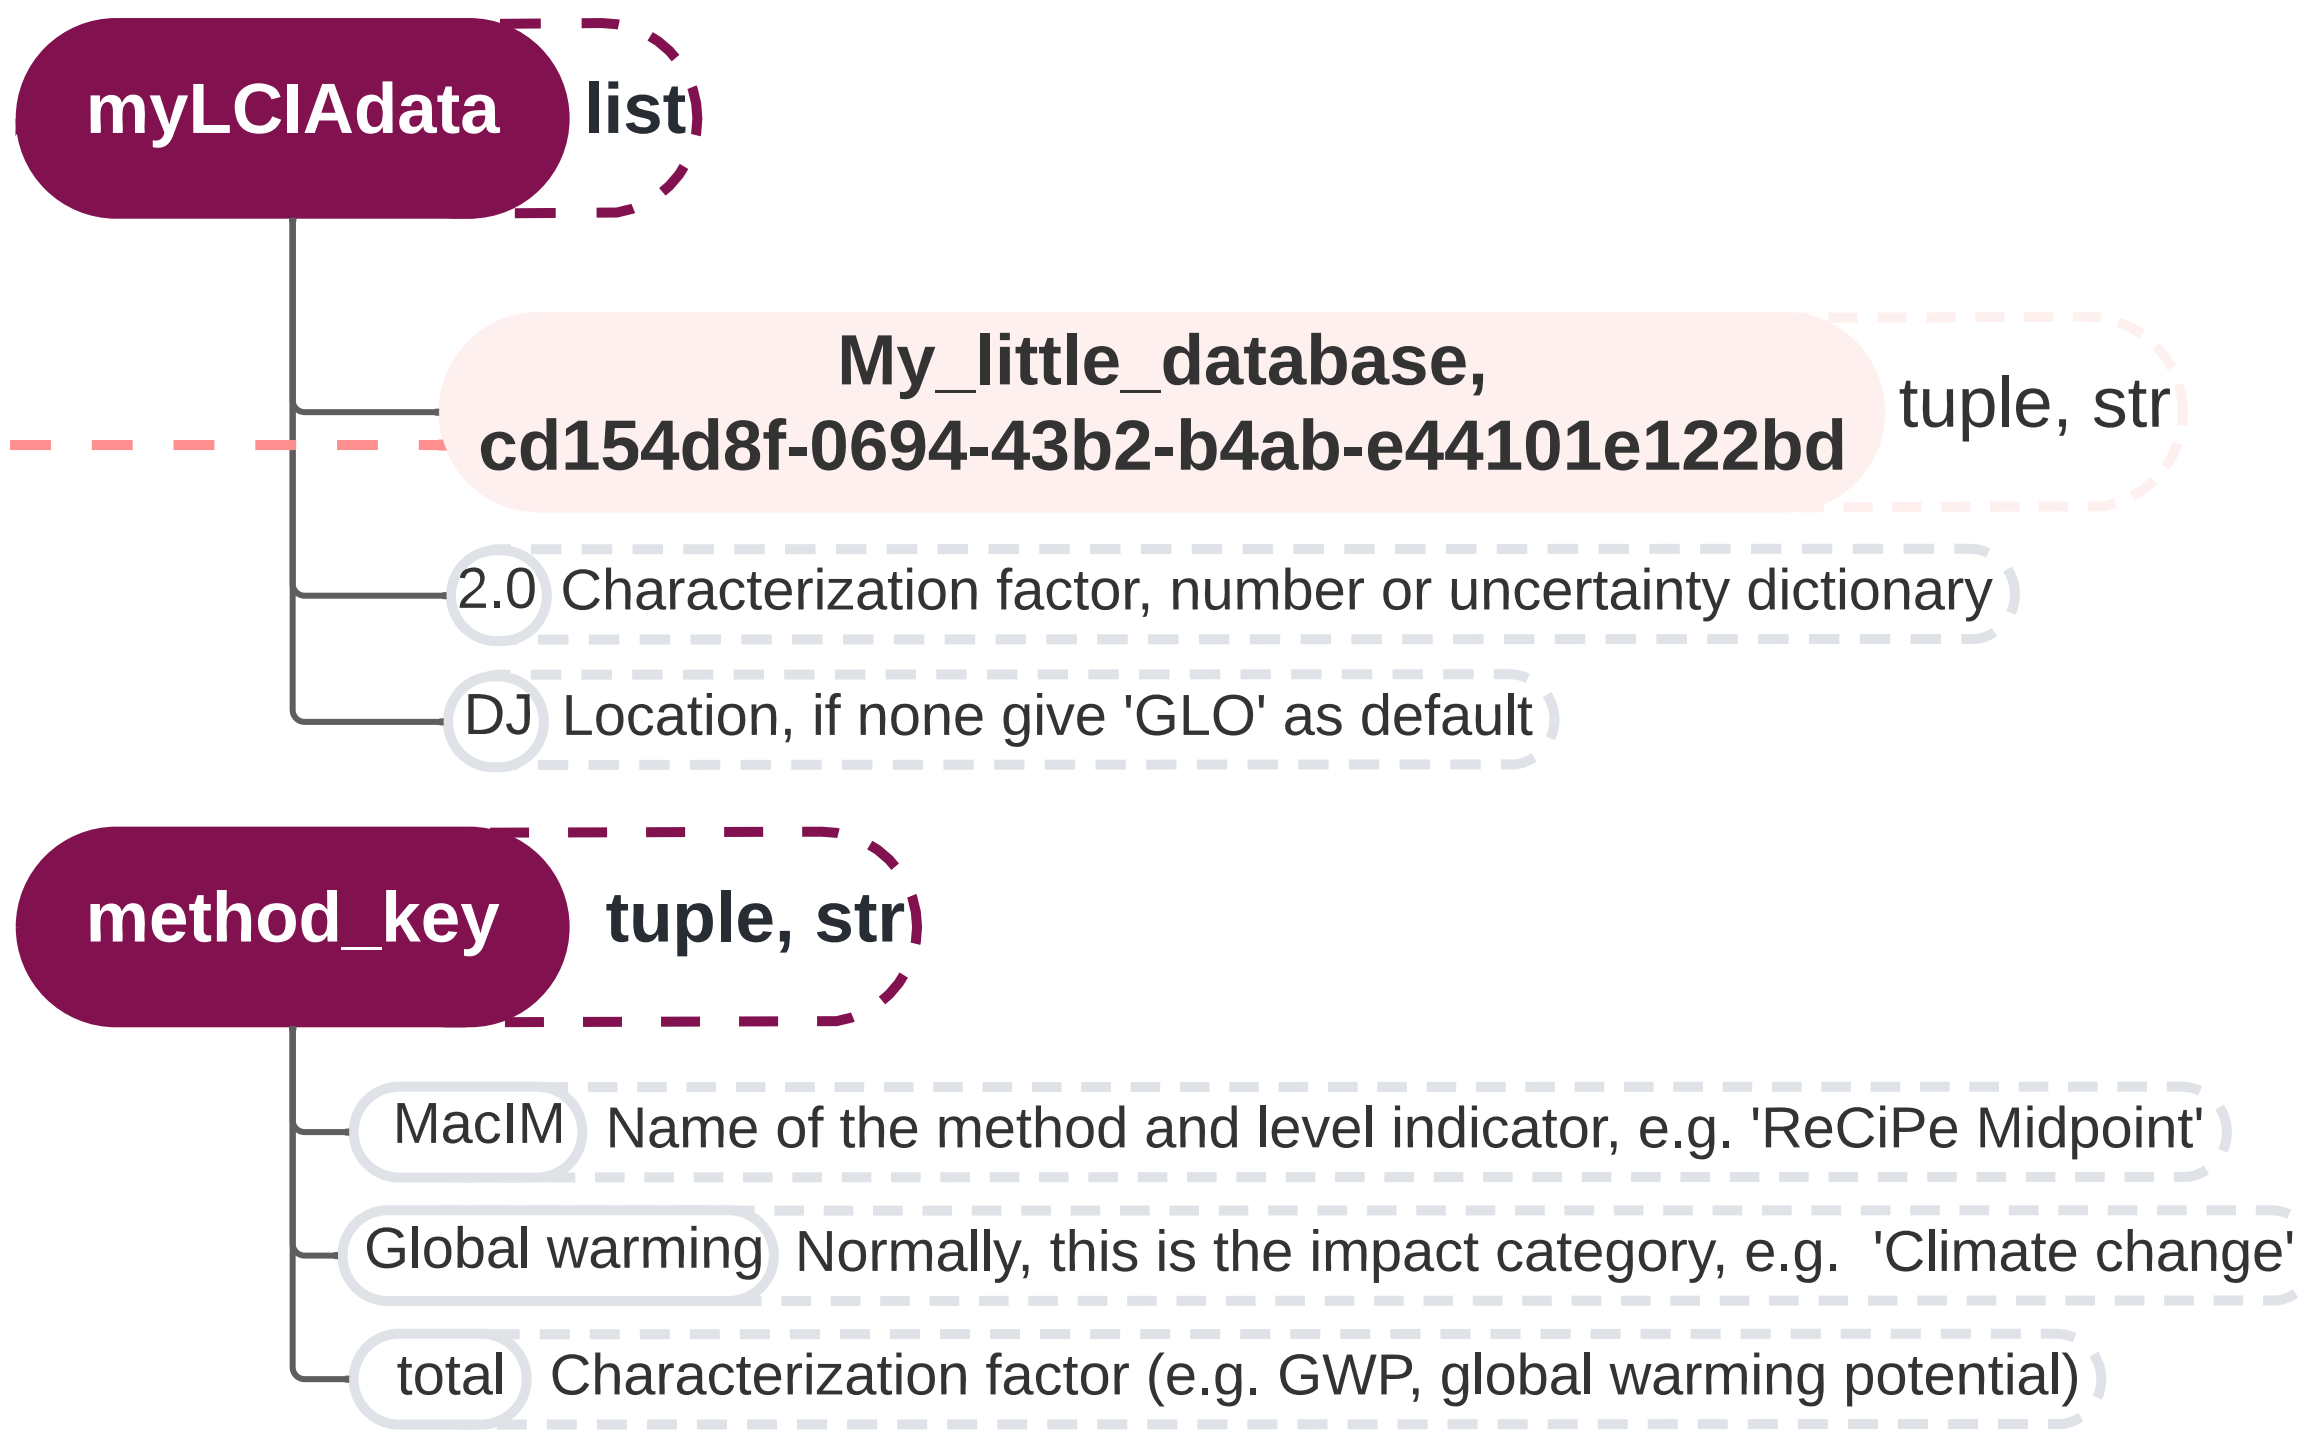 myLCIAdata list
My_little_database,
cd154d8f-0694-43b2-b4ab-e44101e122bd tuple, str
2.0 Characterization factor, number or uncertainty dictionary
DJ Location, if none give 'GLO' as default
method_key tuple, str
MacIM Name of the method and level indicator, e.g. 'ReCiPe Midpoint'
Global warming Normally, this is the impact category, e.g. 'Climate change'
total Characterization factor (e.g. GWP, global warming potential)